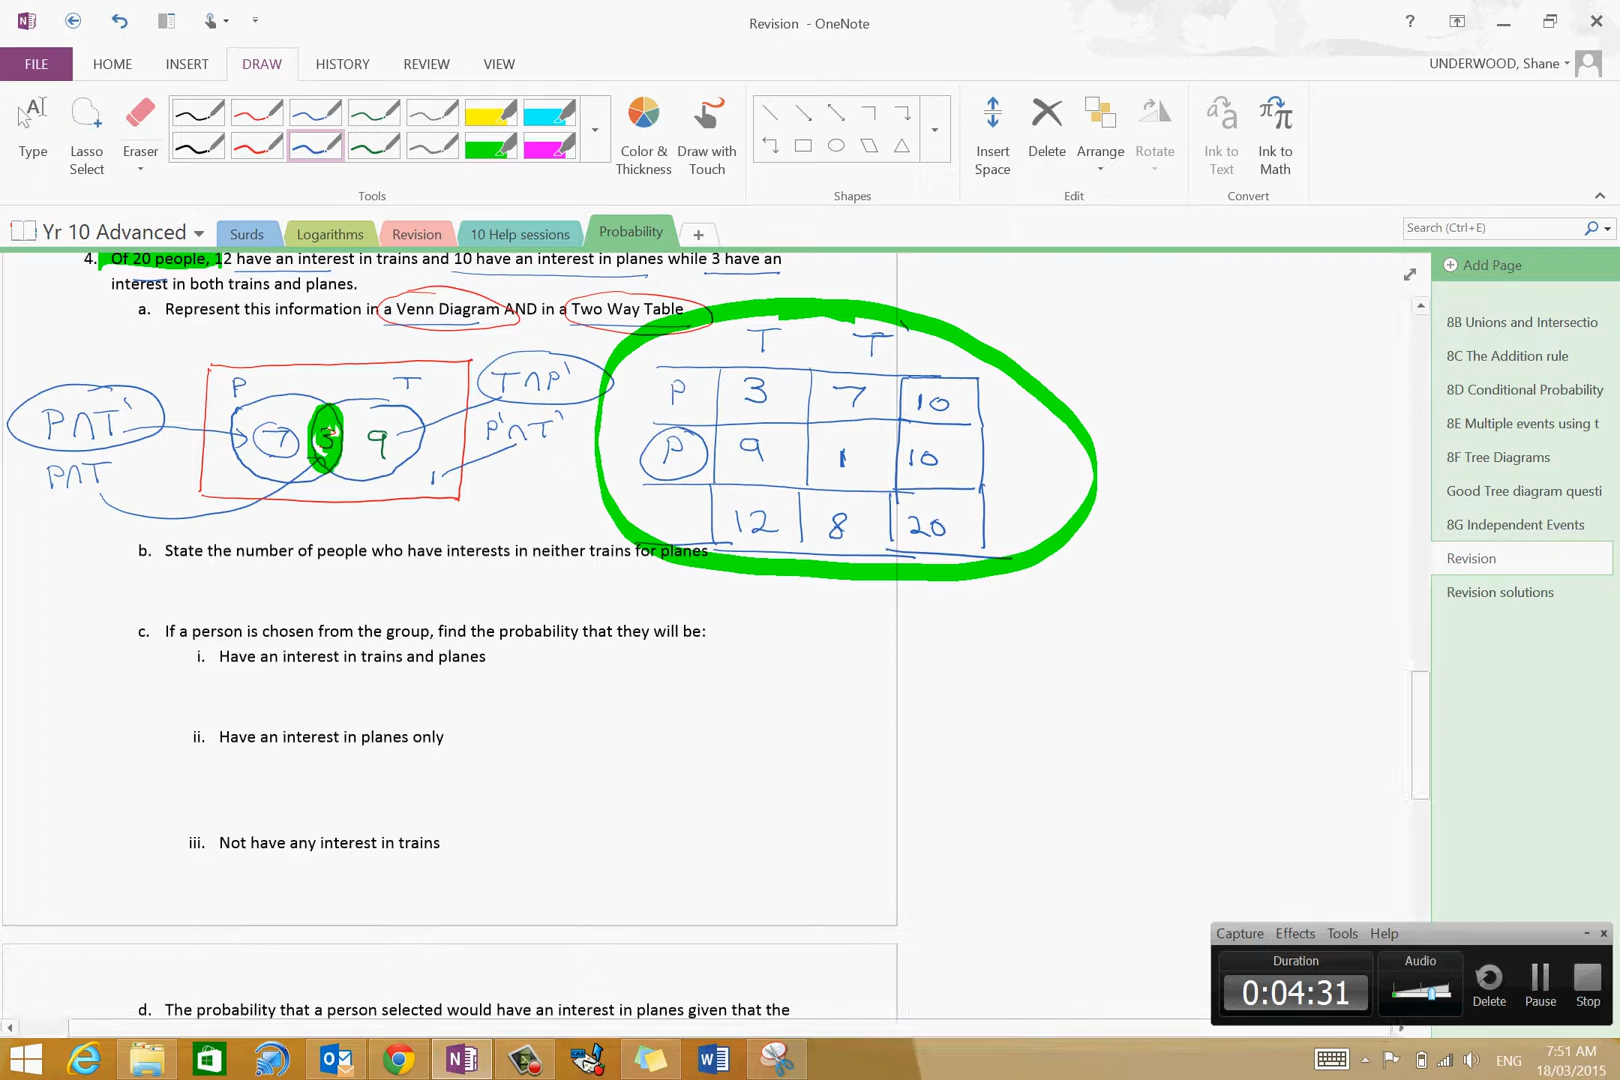 Revision - OneNote
FILE HOME INSERT DRAW HISTORY REVIEW VIEW
UNDERWOOD, Shane
Type Lasso Select Eraser Color & Thickness Draw with Touch Insert Space Delete Arrange Rotate Ink to Text Ink to Math
Tools Shapes Edit Convert
Yr 10 Advanced Surds Logarithms Revision 10 Help sessions Probability
Search (Ctrl+E)
Add Page
8B Unions and Intersectio
8C The Addition rule
8D Conditional Probability
8E Multiple events using t
8F Tree Diagrams
Good Tree diagram questi
8G Independent Events
Revision
Revision solutions
4. Of 20 people, 12 have an interest in trains and 10 have an interest in planes while 3 have an
interest in both trains and planes.
a. Represent this information in a Venn Diagram AND in a Two Way Table
P T
P∩T' 7 3 9 T∩P'
P∩T 1 P'∩T'
T T'
P 3 7 10
P' 9 1 10
12 8 20
b. State the number of people who have interests in neither trains for planes
c. If a person is chosen from the group, find the probability that they will be:
i. Have an interest in trains and planes
ii. Have an interest in planes only
iii. Not have any interest in trains
d. The probability that a person selected would have an interest in planes given that the
Capture Effects Tools Help
Duration Audio
0:04:31
Delete Pause Stop
ENG
7:51 AM
18/03/2015